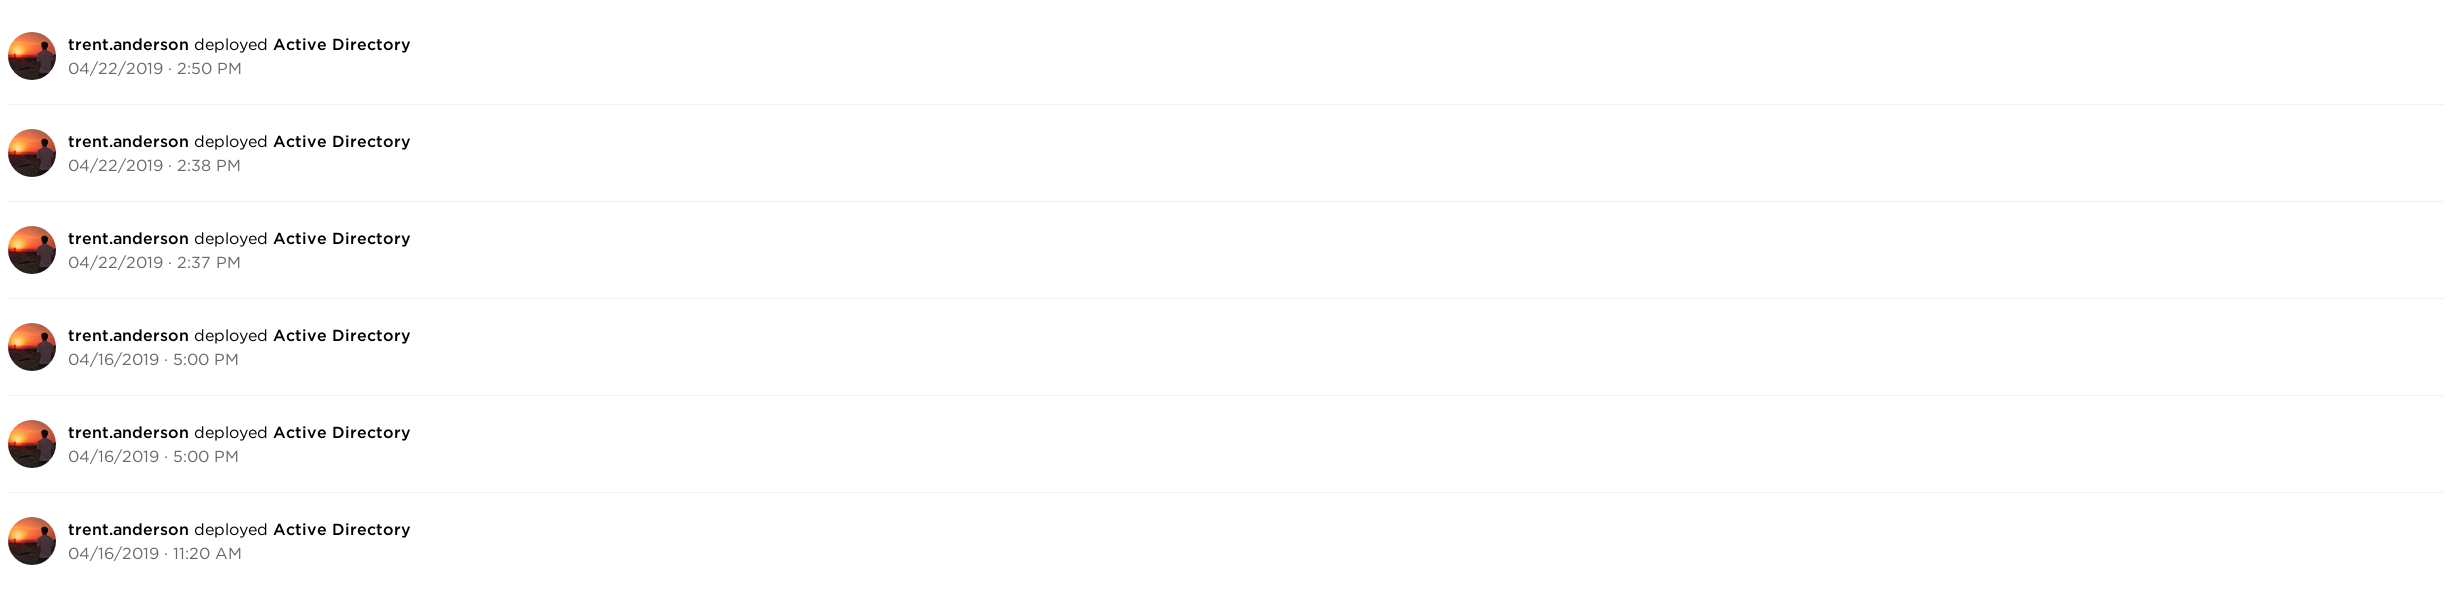 trent.anderson deployed Active Directory
04/22/2019 · 2:50 PM
trent.anderson deployed Active Directory
04/22/2019 · 2:38 PM
trent.anderson deployed Active Directory
04/22/2019 · 2:37 PM
trent.anderson deployed Active Directory
04/16/2019 · 5:00 PM
trent.anderson deployed Active Directory
04/16/2019 · 5:00 PM
trent.anderson deployed Active Directory
04/16/2019 · 11:20 AM